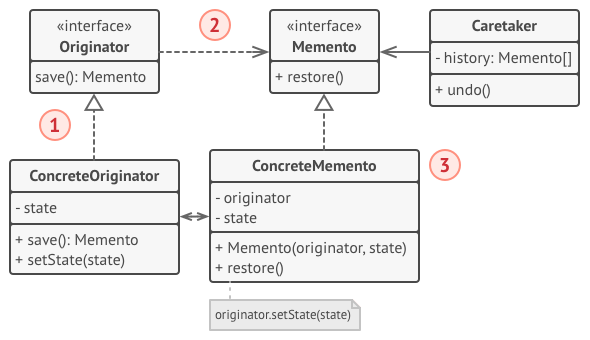 «interface»
Originator
save(): Memento
2
«interface»
Memento
+ restore()
Caretaker
- history: Memento[]
+ undo()
1
ConcreteOriginator
- state
+ save(): Memento
+ setState(state)
ConcreteMemento
- originator
- state
+ Memento(originator, state)
+ restore()
3
originator.setState(state)